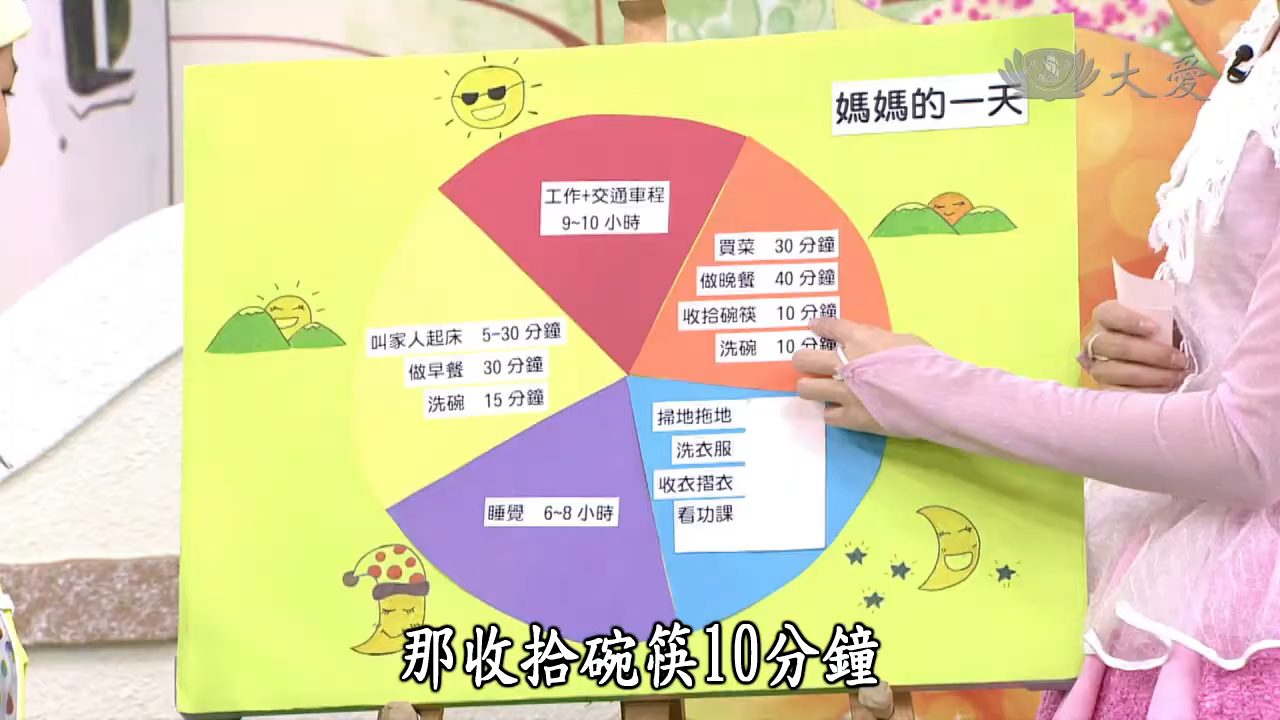 大愛
媽媽的一天
工作+交通車程
9~10 小時
買菜 30 分鐘
做晚餐 40 分鐘
收拾碗筷 10 分鐘
洗碗 10 分鐘
叫家人起床 5-30 分鐘
做早餐 30 分鐘
洗碗 15 分鐘
掃地拖地
洗衣服
收衣摺衣
看功課
睡覺 6~8 小時
那收拾碗筷10分鐘